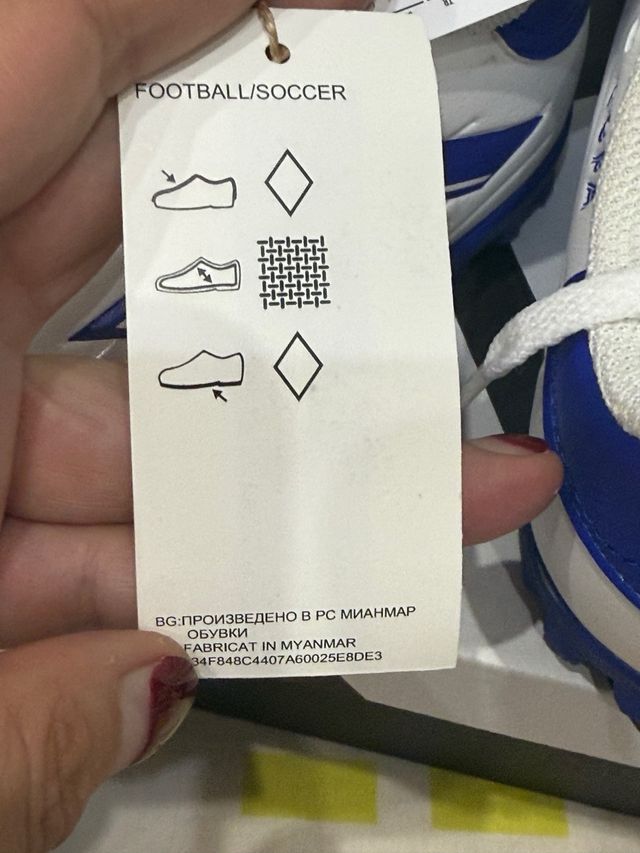 FOOTBALL/SOCCER
BG:ПРОИЗВЕДЕНО В РС МИАНМАР
ОБУВКИ
FABRICAT IN MYANMAR
34F848C4407A60025E8DE3